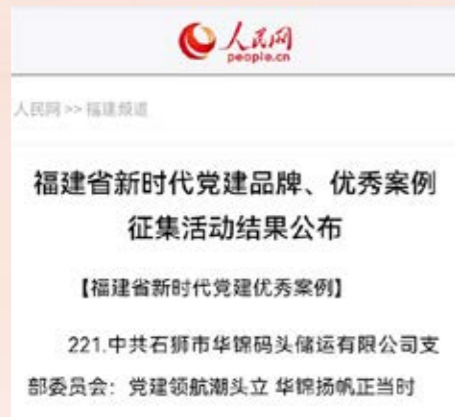 人民网
people.cn
人民网 >> 福建频道
福建省新时代党建品牌、优秀案例
征集活动结果公布
【福建省新时代党建优秀案例】
221.中共石狮市华锦码头储运有限公司支
部委员会：党建领航潮头立 华锦扬帆正当时